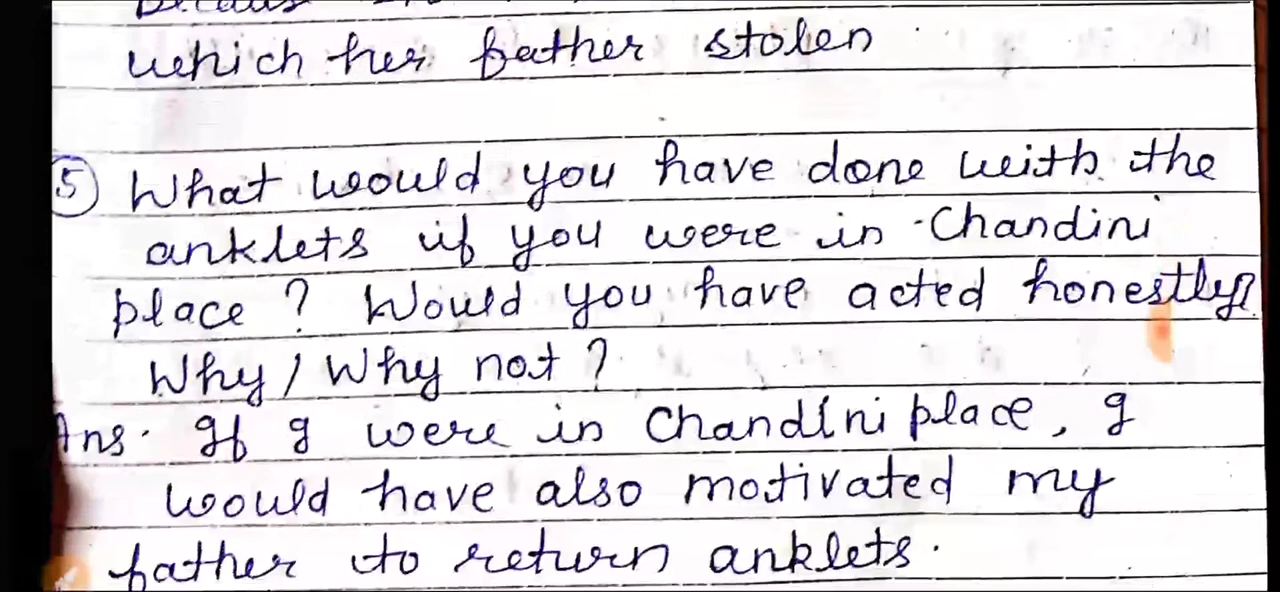 which her father stolen
5 What would you have done with the
anklets if you were in Chandini
place ? Would you have acted honestly?
Why / Why not ?
Ans. If I were in Chandini place, I
would have also motivated my
father to return anklets.